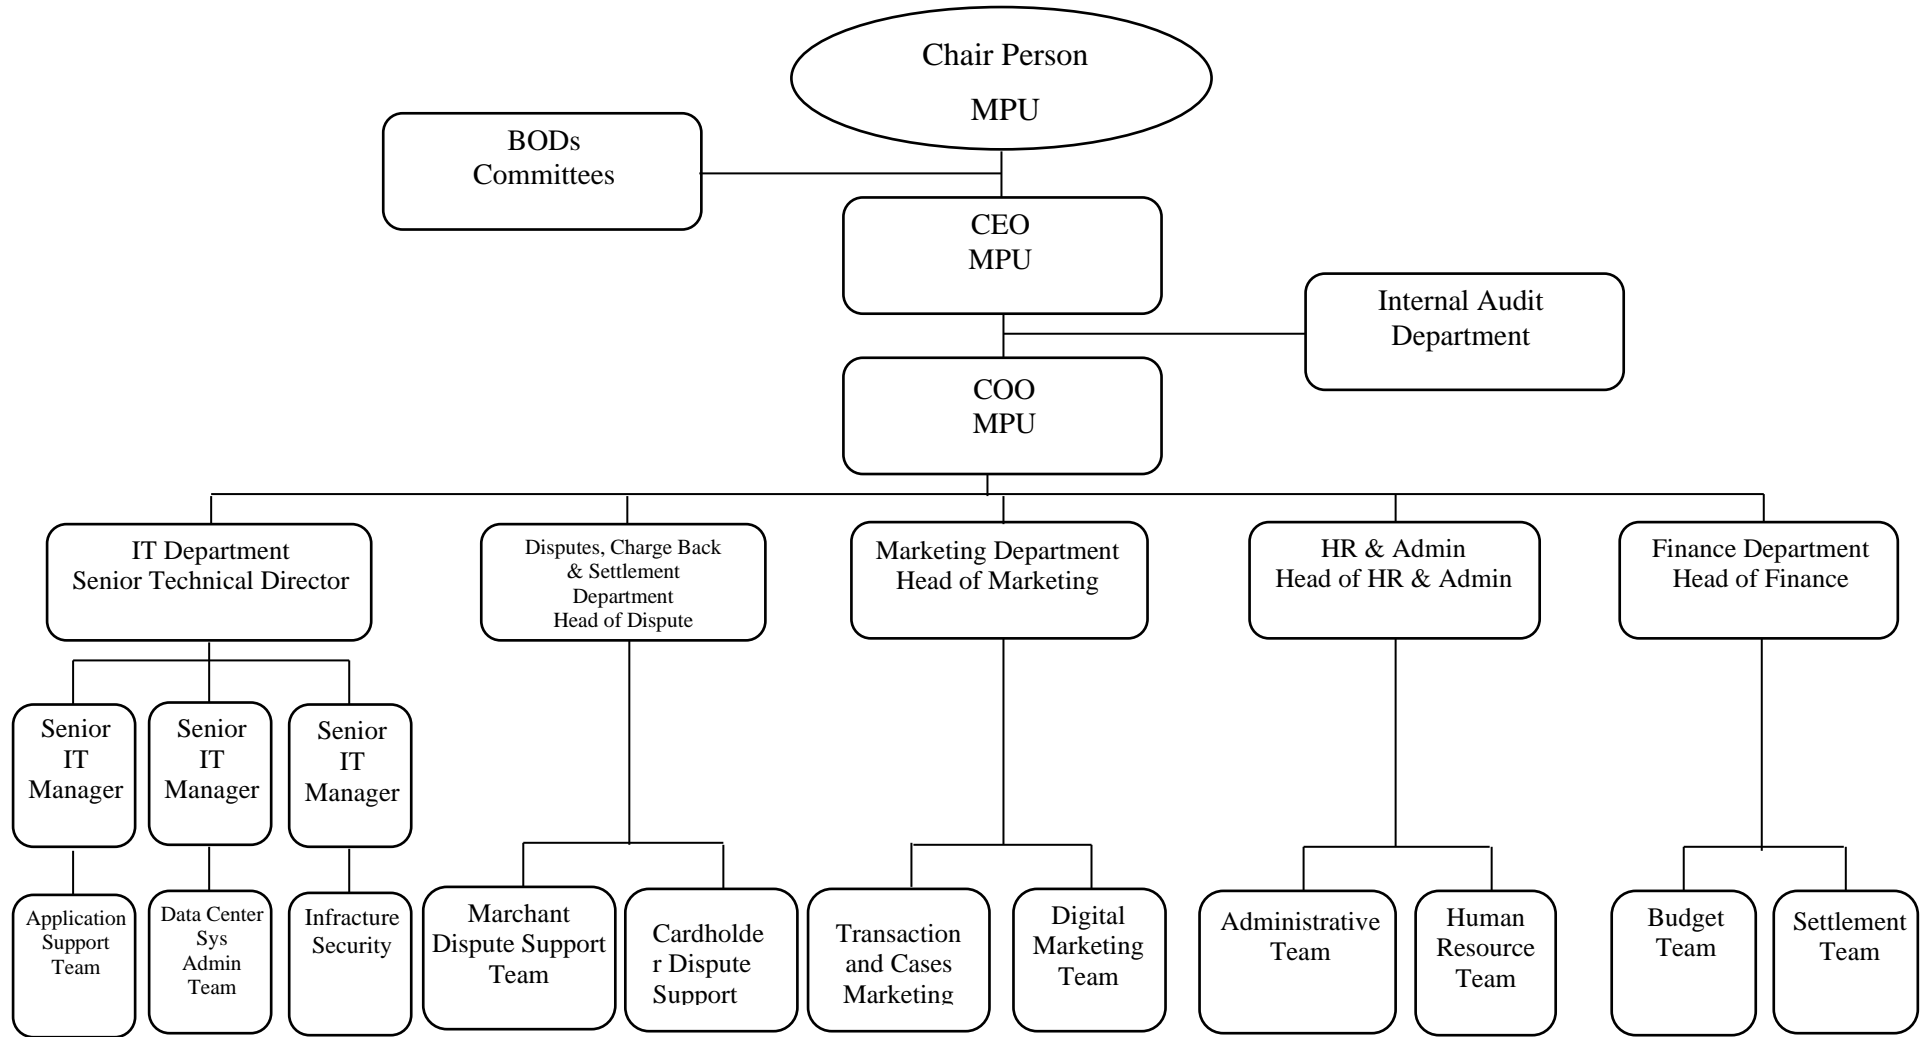 Chair Person
MPU
BODs
Committees
CEO
MPU
Internal Audit
Department
COO
MPU
IT Department
Senior Technical Director
Disputes, Charge Back
& Settlement
Department
Head of Dispute
Marketing Department
Head of Marketing
HR & Admin
Head of HR & Admin
Finance Department
Head of Finance
Senior
IT
Manager
Senior
IT
Manager
Senior
IT
Manager
Application
Support
Team
Data Center
Sys
Admin
Team
Infracture
Security
Marchant
Dispute Support
Team
Cardholde
r Dispute
Support
Transaction
and Cases
Marketing
Digital
Marketing
Team
Administrative
Team
Human
Resource
Team
Budget
Team
Settlement
Team